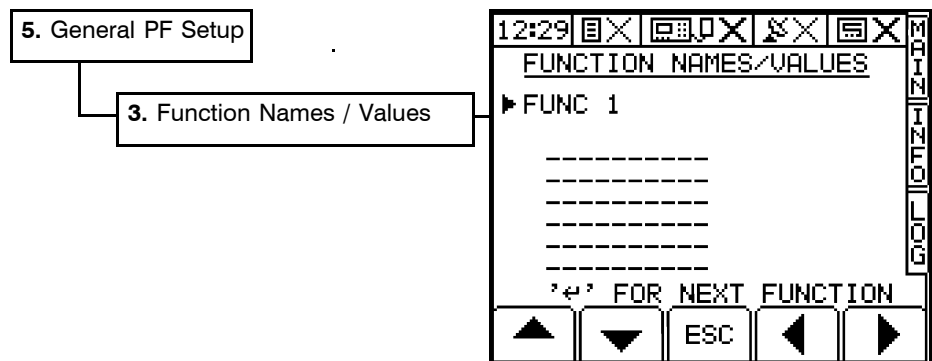 5. General PF Setup
3. Function Names / Values
12:29
FUNCTION NAMES/VALUES
FUNC 1
----------
----------
----------
----------
----------
----------
'↵' FOR NEXT FUNCTION
ESC
MAIN
INFO
LOG